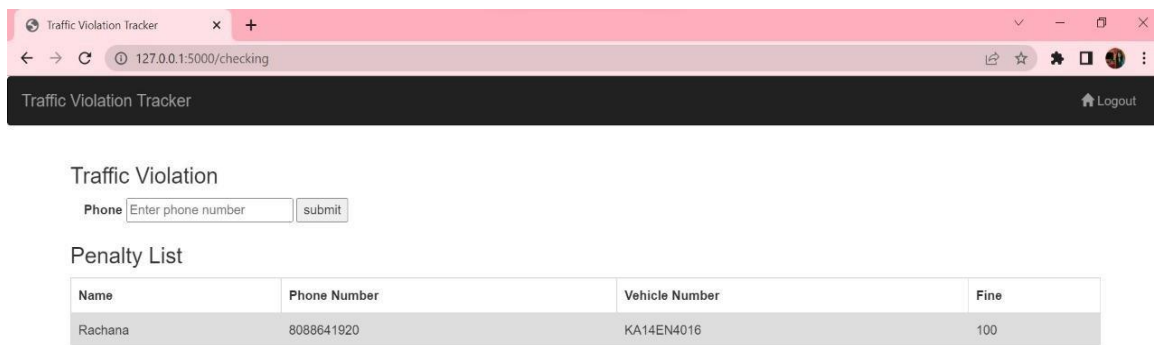 Traffic Violation Tracker
127.0.0.1:5000/checking
Traffic Violation Tracker Logout
Traffic Violation
Phone Enter phone number submit
Penalty List
Name Phone Number Vehicle Number Fine
Rachana 8088641920 KA14EN4016 100